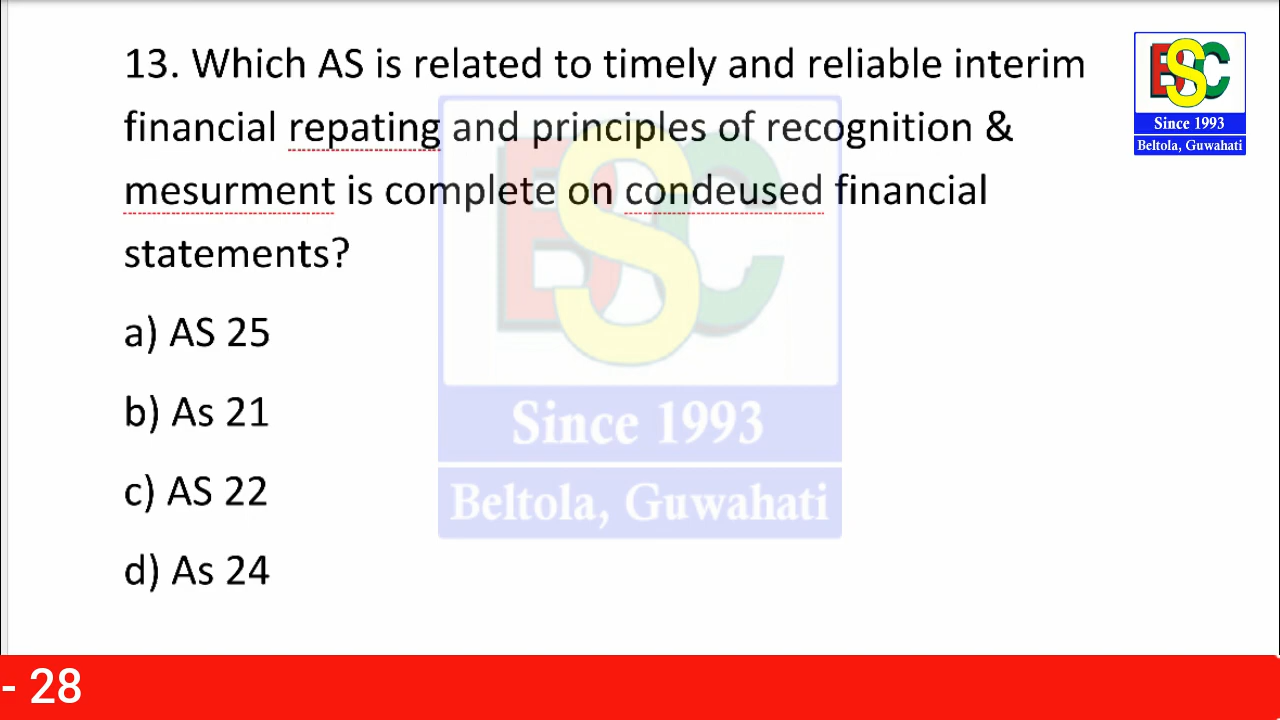 13. Which AS is related to timely and reliable interim
financial repating and principles of recognition &
mesurment is complete on condeused financial
statements?
a) AS 25
b) As 21
c) AS 22
d) As 24
ESC
Since 1993
Beltola, Guwahati
ESC
Since 1993
Beltola, Guwahati
- 28